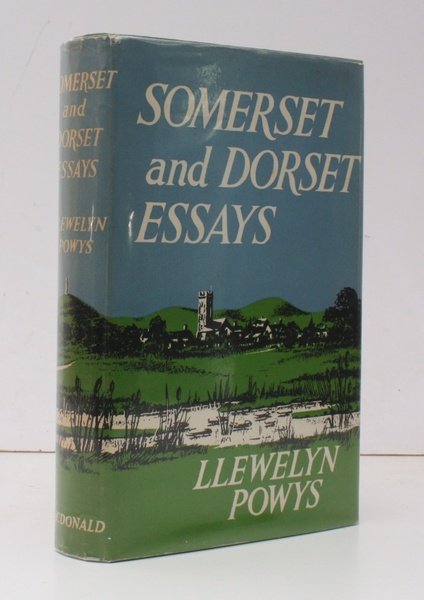 SOMERSET
and
DORSET
ESSAYS
LLEWELYN
POWYS
MACDONALD
SOMERSET
and DORSET
ESSAYS
LLEWELYN
POWYS